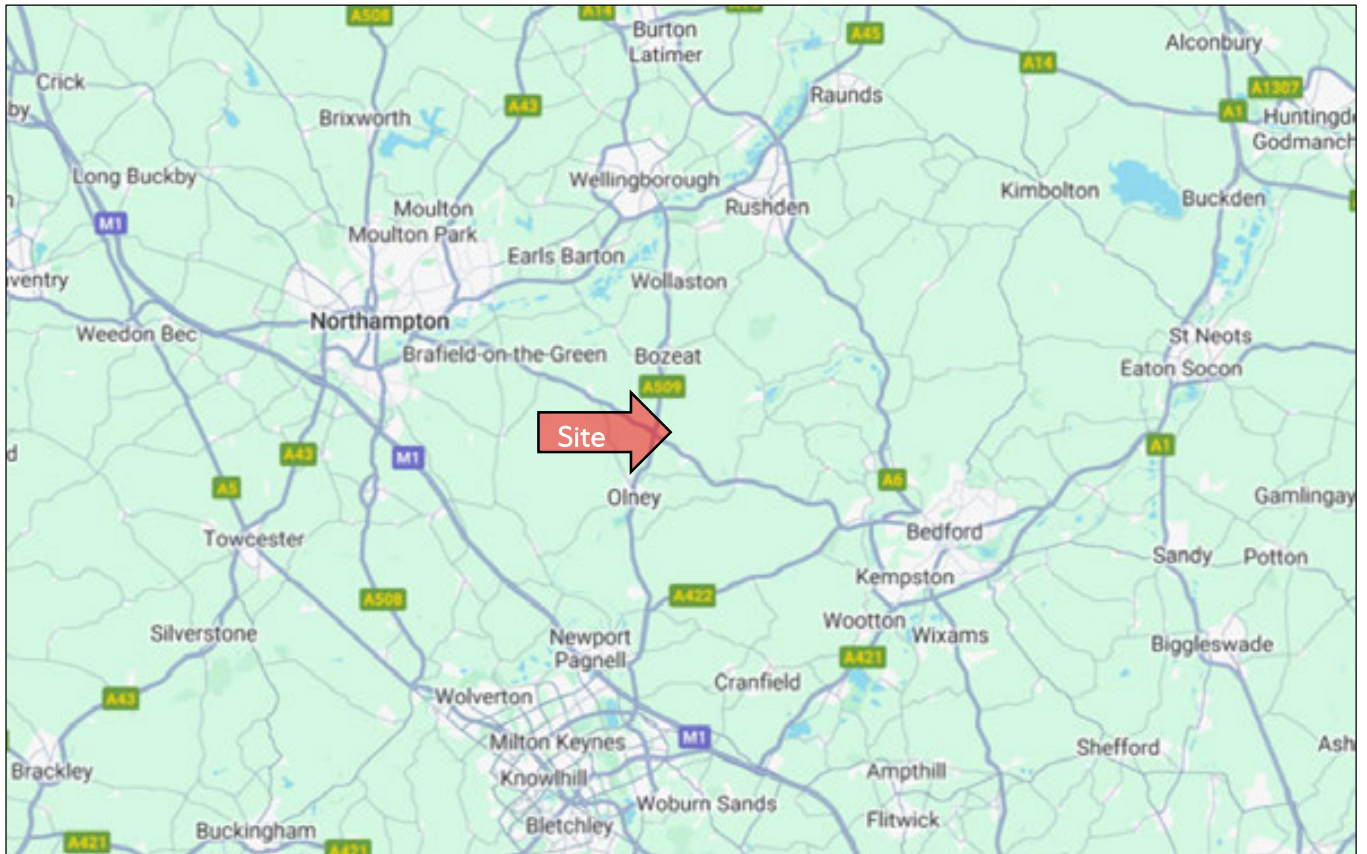 A508
A14
Burton
Latimer
A45
Alconbury
Crick
A14
A1307
by
A43
Raunds
A1
Huntingd
Brixworth
Godmanch
Long Buckby
Wellingborough
Kimbolton
Buckden
M1
Moulton
Rushden
Moulton Park
Earls Barton
ventry
Wollaston
Northampton
Weedon Bec
St Neots
Brafield-on-the-Green
Bozeat
Eaton Socon
A509
Site
A1
d
A43
M1
A5
A6
Olney
Gamlingay
Bedford
Towcester
Sandy
Potton
Kempston
A508
A422
Wootton
Silverstone
Newport
Pagnell
Wixams
Biggleswade
A421
Cranfield
A43
Wolverton
M1
Milton Keynes
Shefford
Ash
Brackley
Knowlhill
Ampthill
Woburn Sands
Flitwick
Buckingham
Bletchley
A421
A421